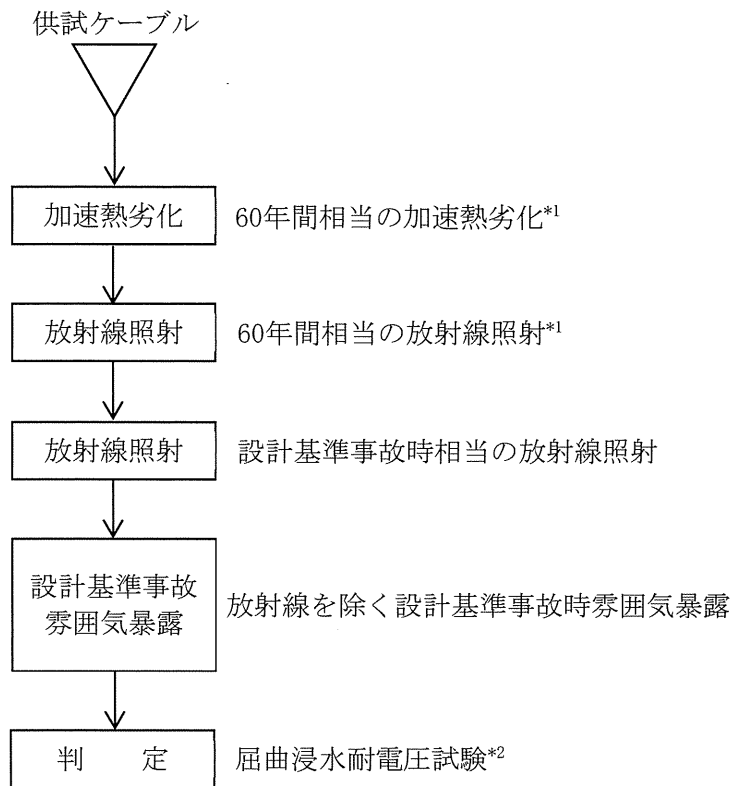 供試ケーブル
加速熱劣化 60年間相当の加速熱劣化*1
放射線照射 60年間相当の放射線照射*1
放射線照射 設計基準事故時相当の放射線照射
設計基準事故
雰囲気暴露
放射線を除く設計基準事故時雰囲気暴露
判 定 屈曲浸水耐電圧試験*2